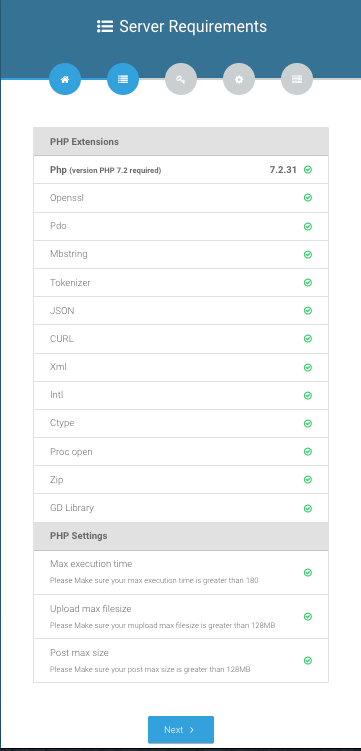 Server Requirements
PHP Extensions
Php (version PHP 7.2 required) 7.2.31
Openssl
Pdo
Mbstring
Tokenizer
JSON
CURL
Xml
Intl
Ctype
Proc open
Zip
GD Library
PHP Settings
Max execution time
Please Make sure your max execution time is greater than 180
Upload max filesize
Please Make sure your mupload max filesize is greater than 128MB
Post max size
Please Make sure your post max size is greater than 128MB
Next